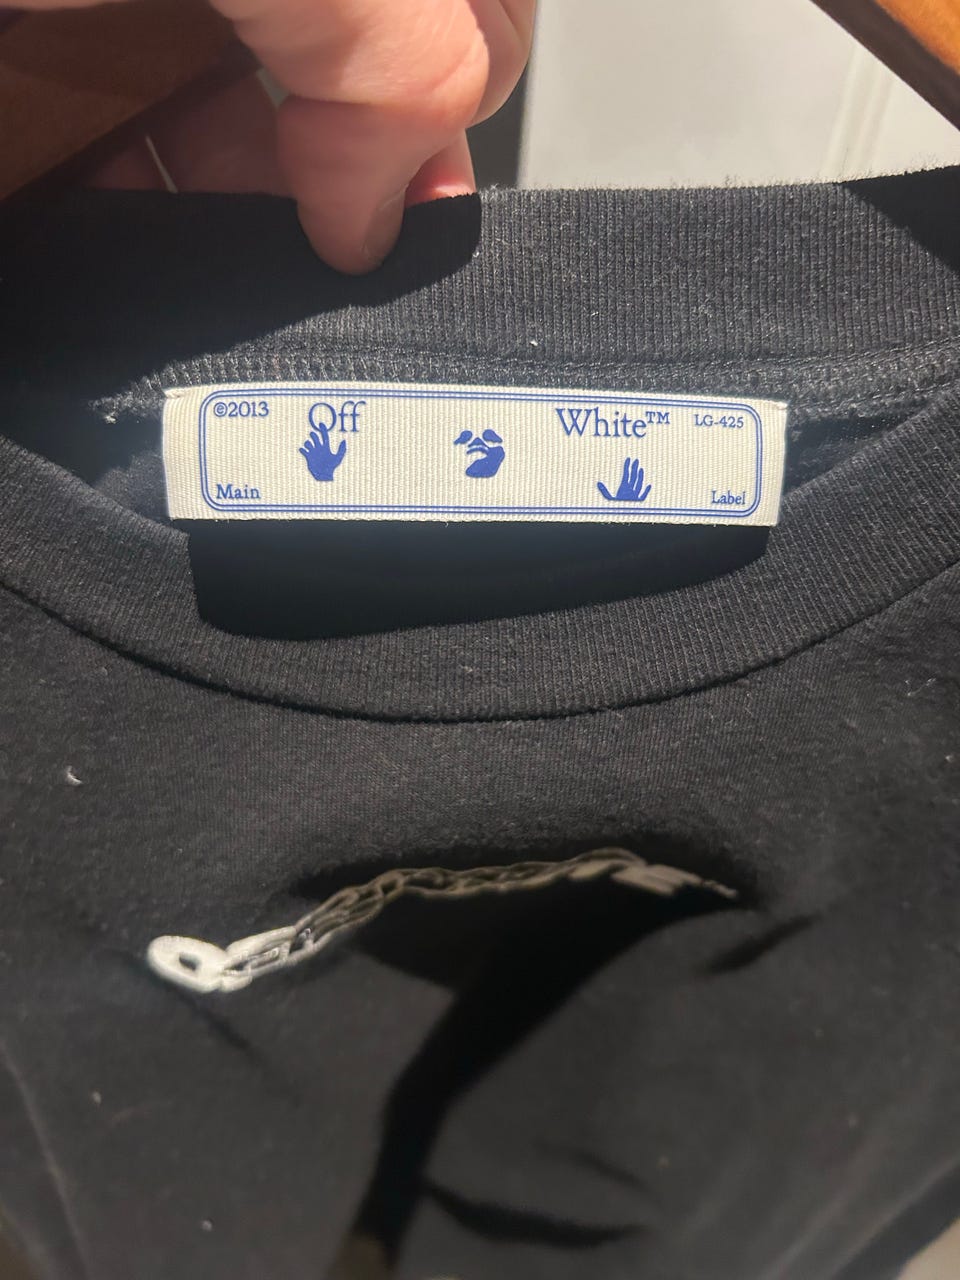 ©2013 Off White™ LG-425
Main Label